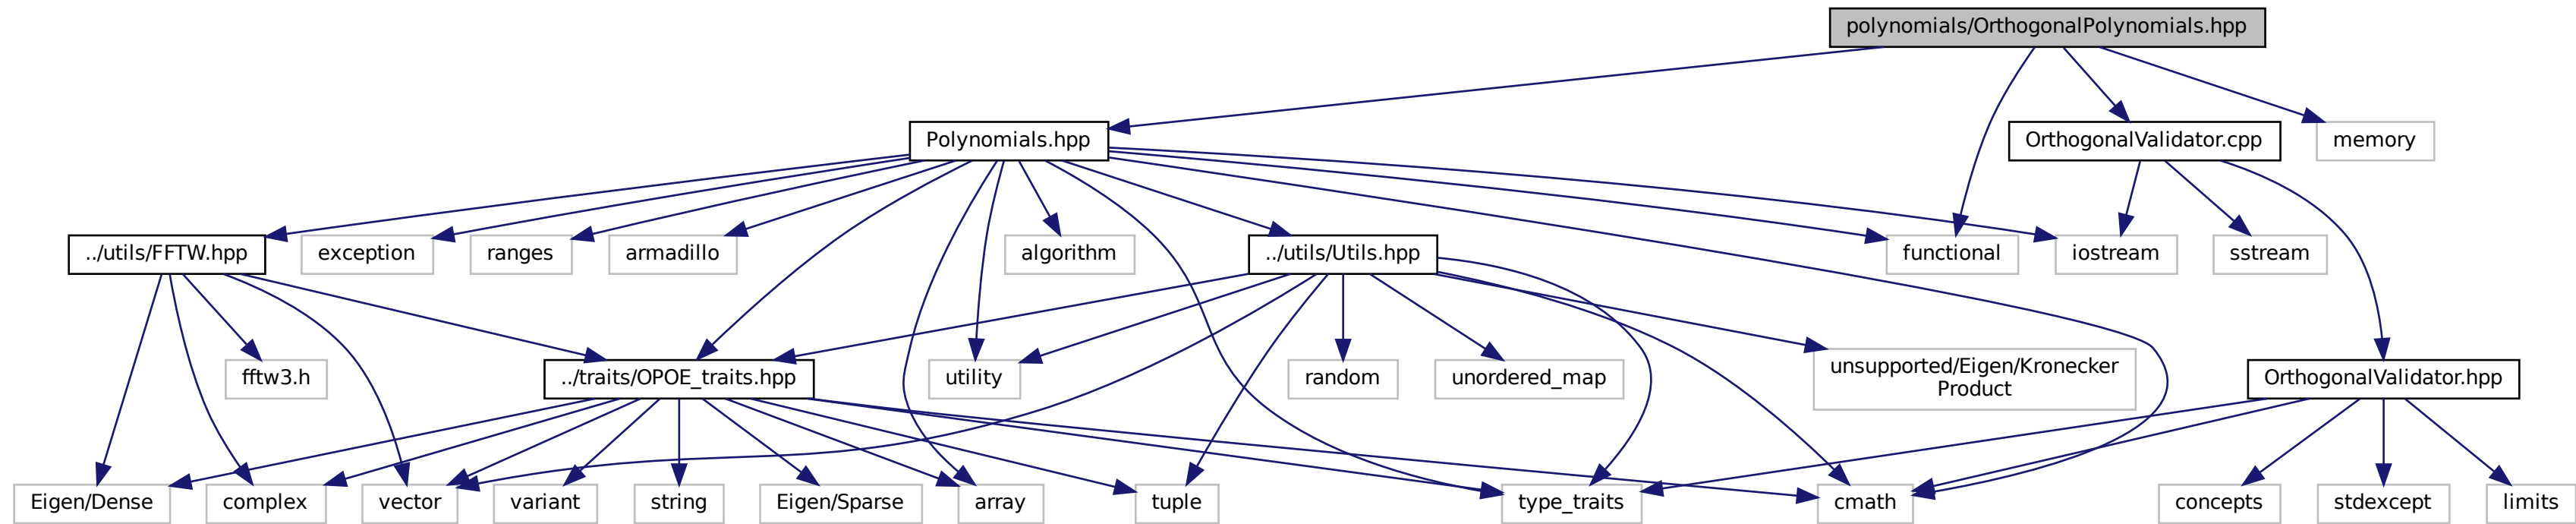 polynomials/OrthogonalPolynomials.hpp
Polynomials.hpp
OrthogonalValidator.cpp
memory
../utils/FFTW.hpp
exception
ranges
armadillo
algorithm
../utils/Utils.hpp
functional
iostream
sstream
fftw3.h
../traits/OPOE_traits.hpp
utility
random
unordered_map
unsupported/Eigen/Kronecker
Product
OrthogonalValidator.hpp
Eigen/Dense
complex
vector
variant
string
Eigen/Sparse
array
tuple
type_traits
cmath
concepts
stdexcept
limits